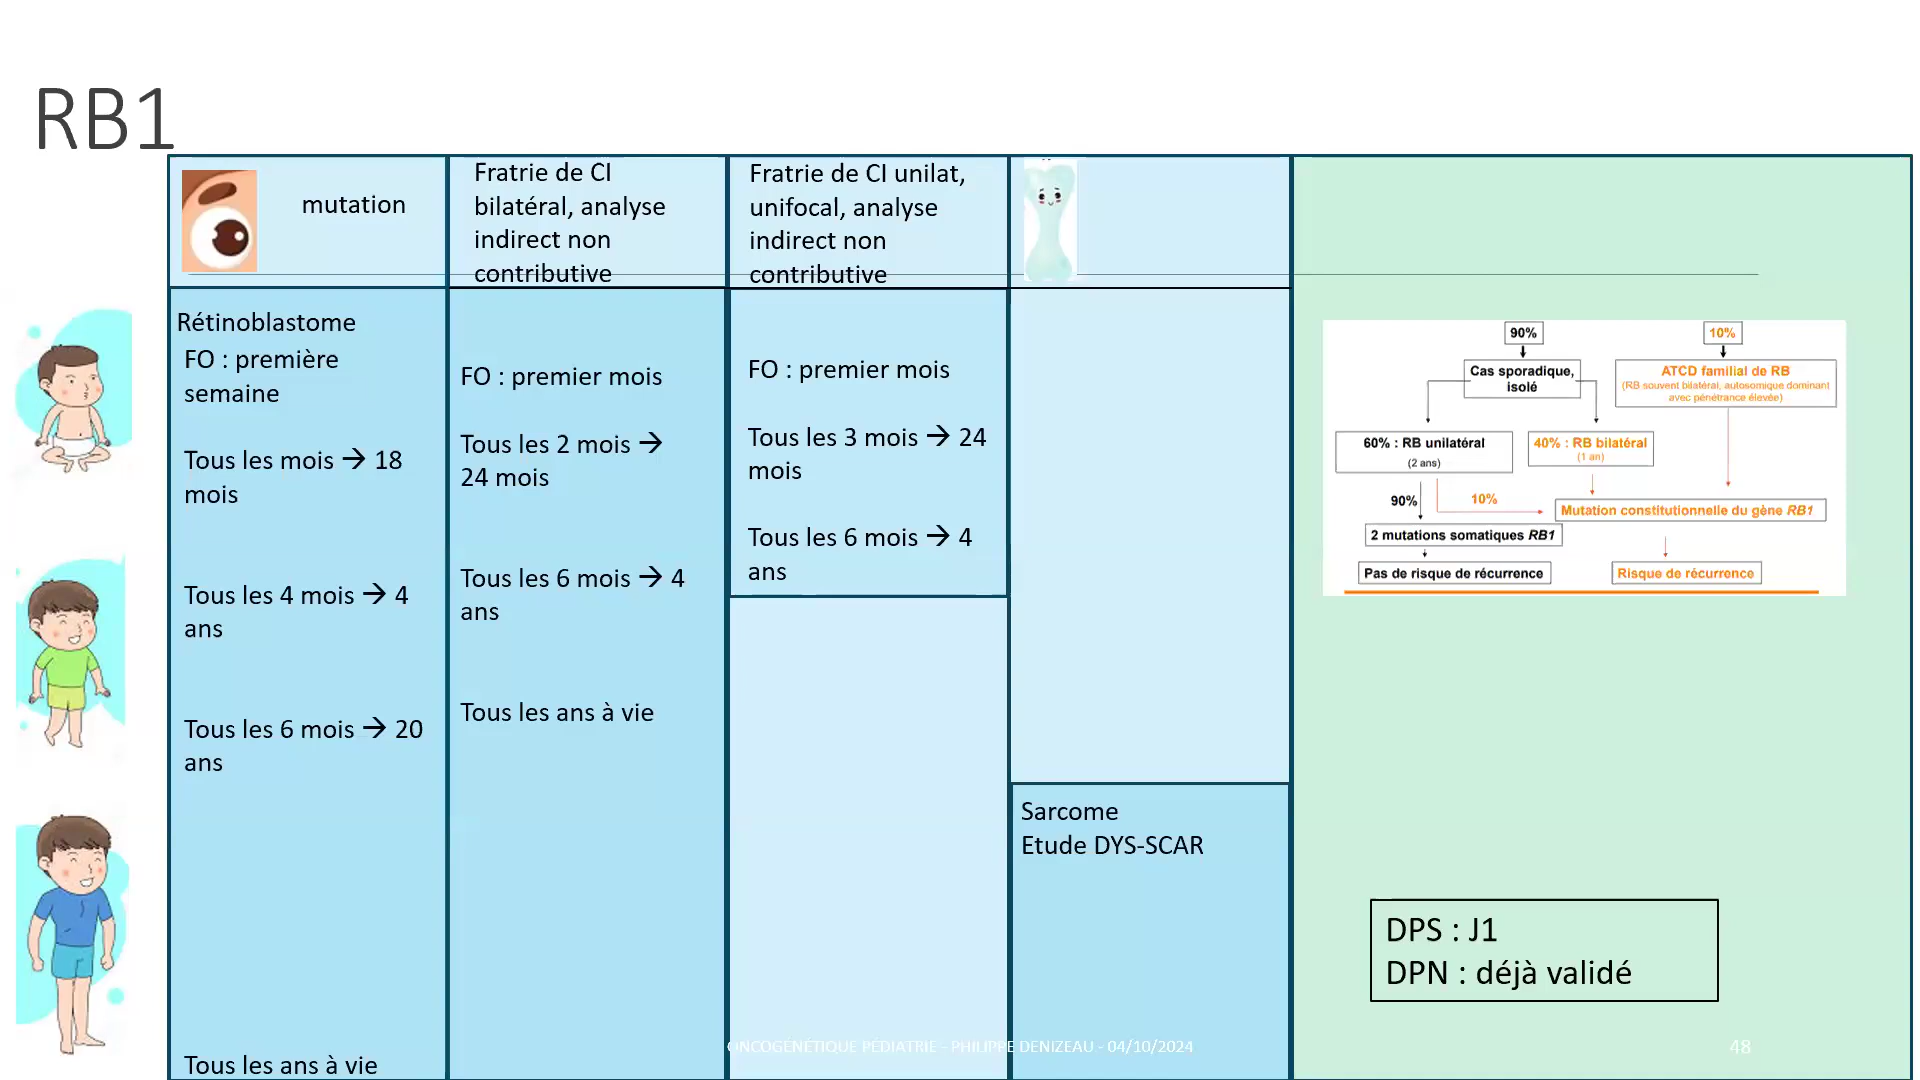 RB1
mutation
Fratrie de CI
bilatéral, analyse
indirect non
contributive
Fratrie de CI unilat,
unifocal, analyse
indirect non
contributive
Rétinoblastome
FO : première
semaine
Tous les mois → 18
mois
Tous les 4 mois → 4
ans
Tous les 6 mois → 20
ans
Tous les ans à vie
FO : premier mois
Tous les 2 mois →
24 mois
Tous les 6 mois → 4
ans
Tous les ans à vie
FO : premier mois
Tous les 3 mois → 24
mois
Tous les 6 mois → 4
ans
Sarcome
Etude DYS-SCAR
90%
10%
Cas sporadique,
isolé
ATCD familial de RB
(RB souvent bilatéral, autosomique dominant
avec pénétrance élevée)
60% : RB unilatéral
(2 ans)
40% : RB bilatéral
(1 an)
90%
10%
Mutation constitutionnelle du gène RB1
2 mutations somatiques RB1
Pas de risque de récurrence
Risque de récurrence
DPS : J1
DPN : déjà validé
ONCOGÉNÉTIQUE PÉDIATRIE - PHILIPPE DENIZEAU - 04/10/2024
48